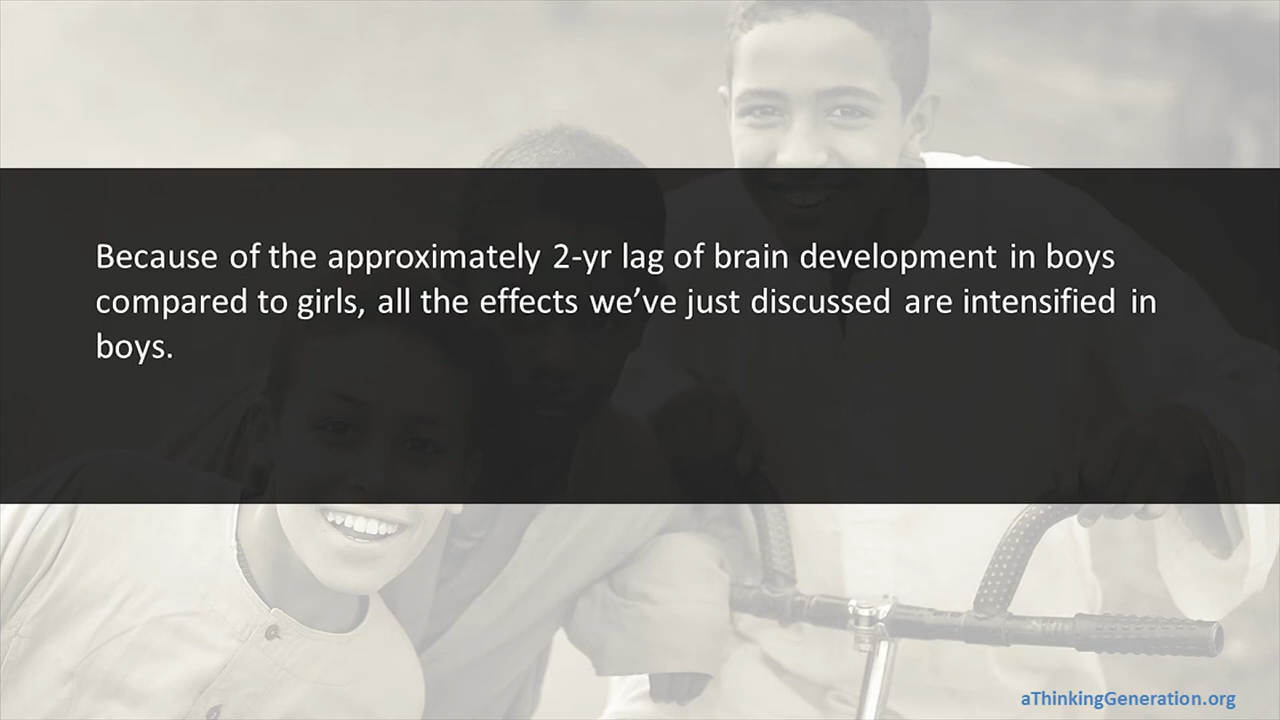 Because of the approximately 2-yr lag of brain development in boys
compared to girls, all the effects we’ve just discussed are intensified in
boys.
aThinkingGeneration.org